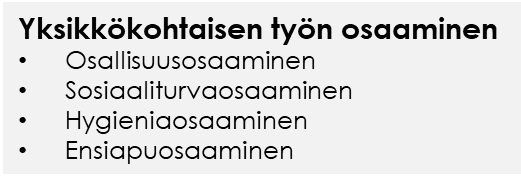 Yksikkökohtaisen työn osaaminen
• Osallisuusosaaminen
• Sosiaaliturvaosaaminen
• Hygieniaosaaminen
• Ensiapuosaaminen